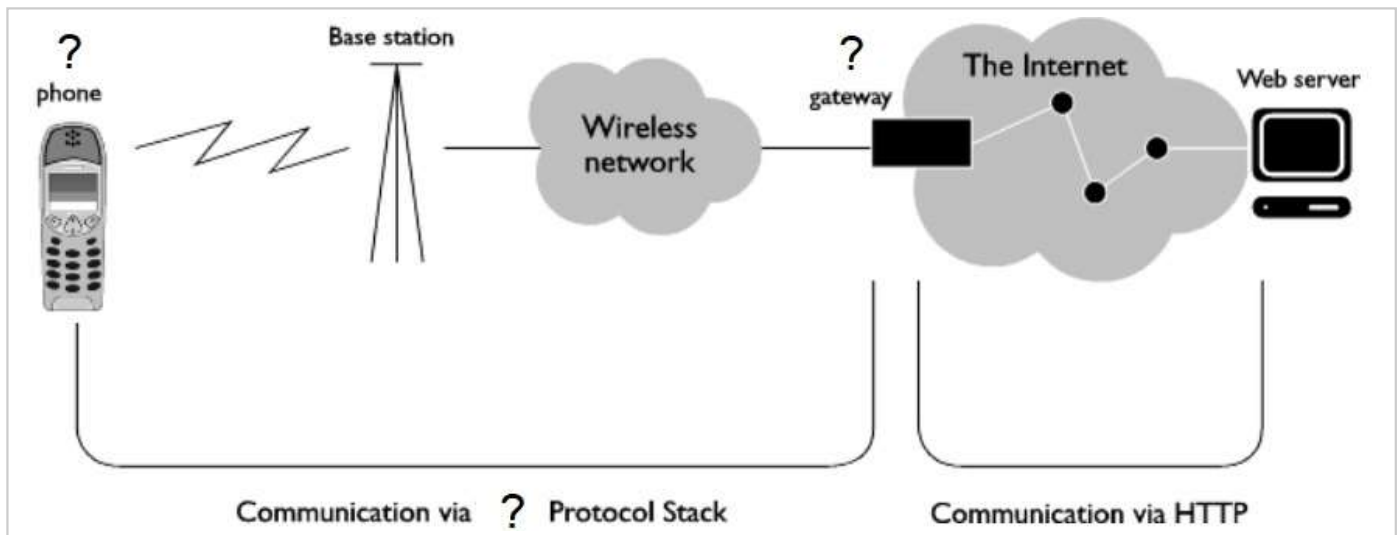 ?
phone
Base station
Wireless
network
?
gateway
The Internet
Web server
Communication via ? Protocol Stack
Communication via HTTP